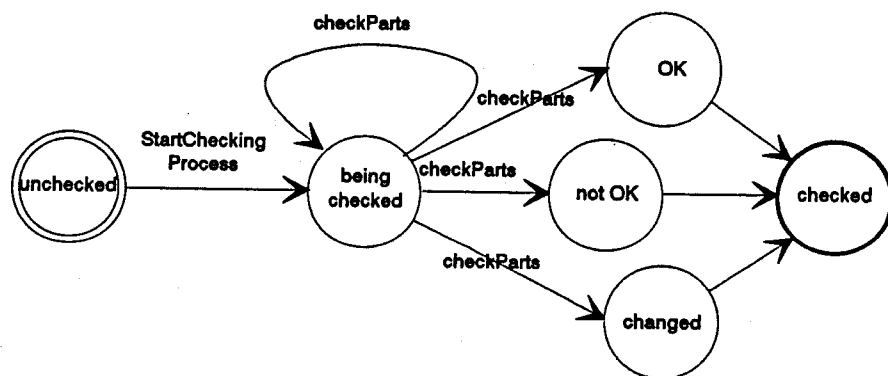 checkParts
OK
checkParts
StartChecking
Process
unchecked
being
checked
checkParts
not OK
checked
checkParts
changed